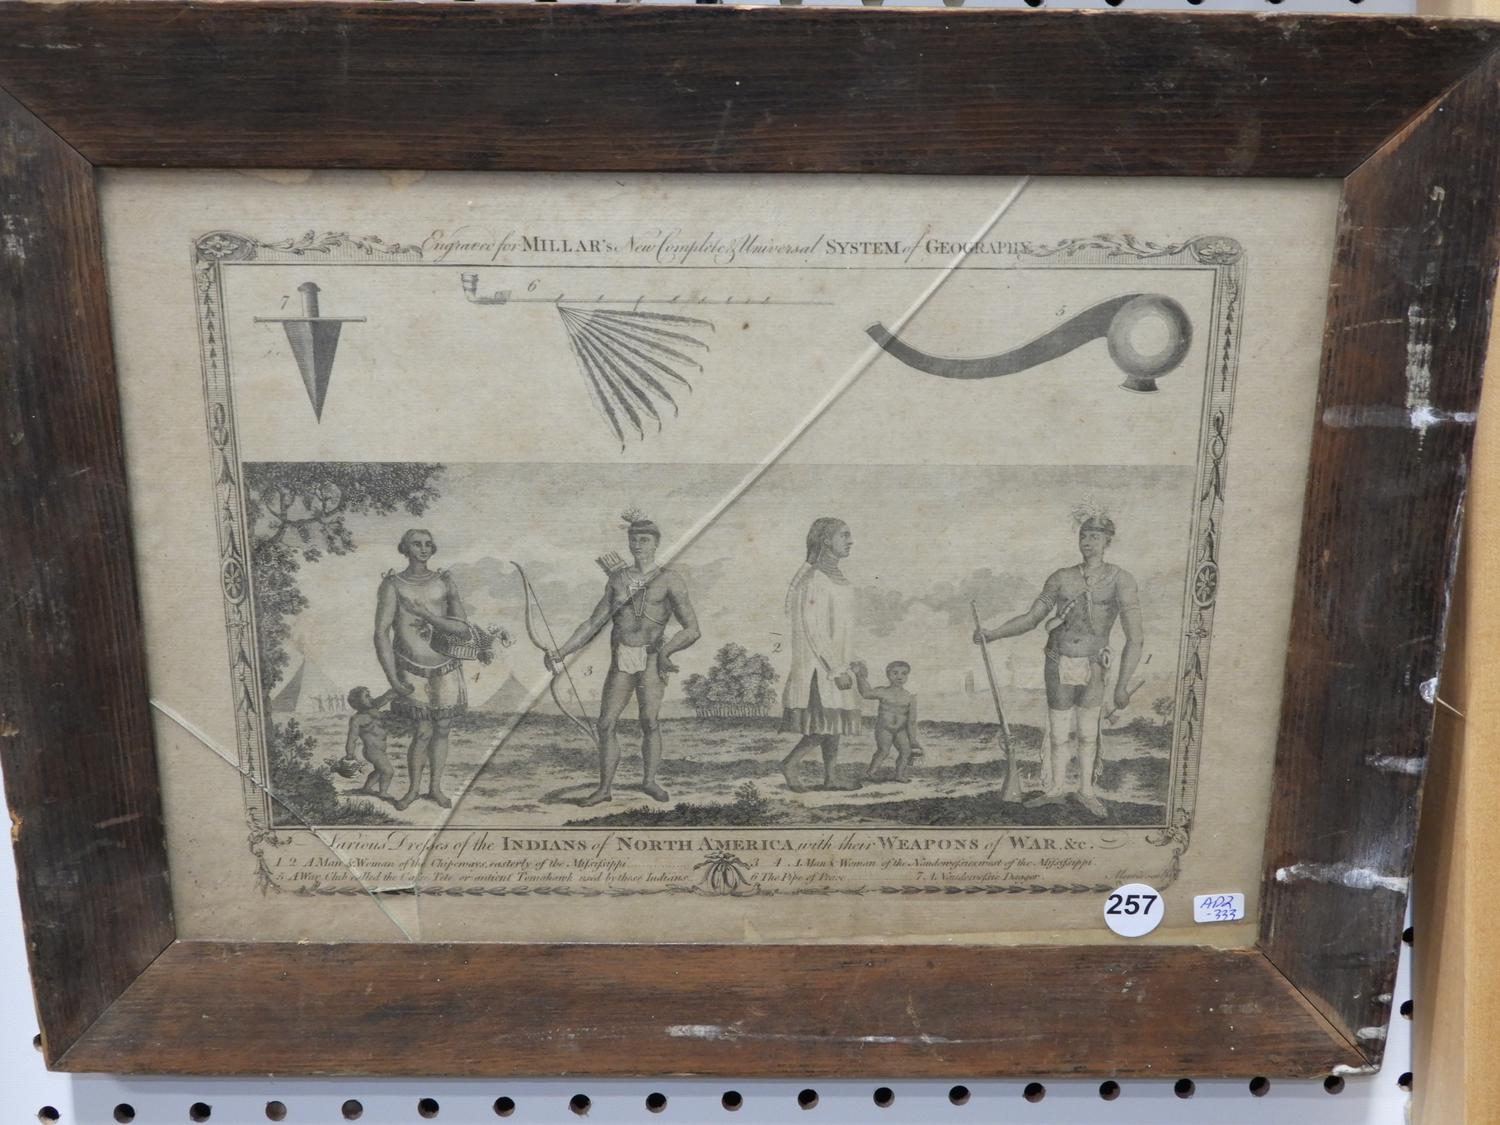 Engraved for MILLAR's New Complete & Universal SYSTEM of GEOGRAPHY
7
6
5
4
3
2
1
Various Dresses of the INDIANS of NORTH AMERICA, with their WEAPONS of WAR, &c.
1 2 A Man & Woman of the Chipeways, easterly of the Missisippi 3 4 A Man & Woman of the Naudowessies, west of the Missisippi.
5 A War Club called the Casse Tete, or antient Tomahawk used by those Indians. 6 The Pipe of Peace 7 A Naudowessie Dagger
257
AD2
-333